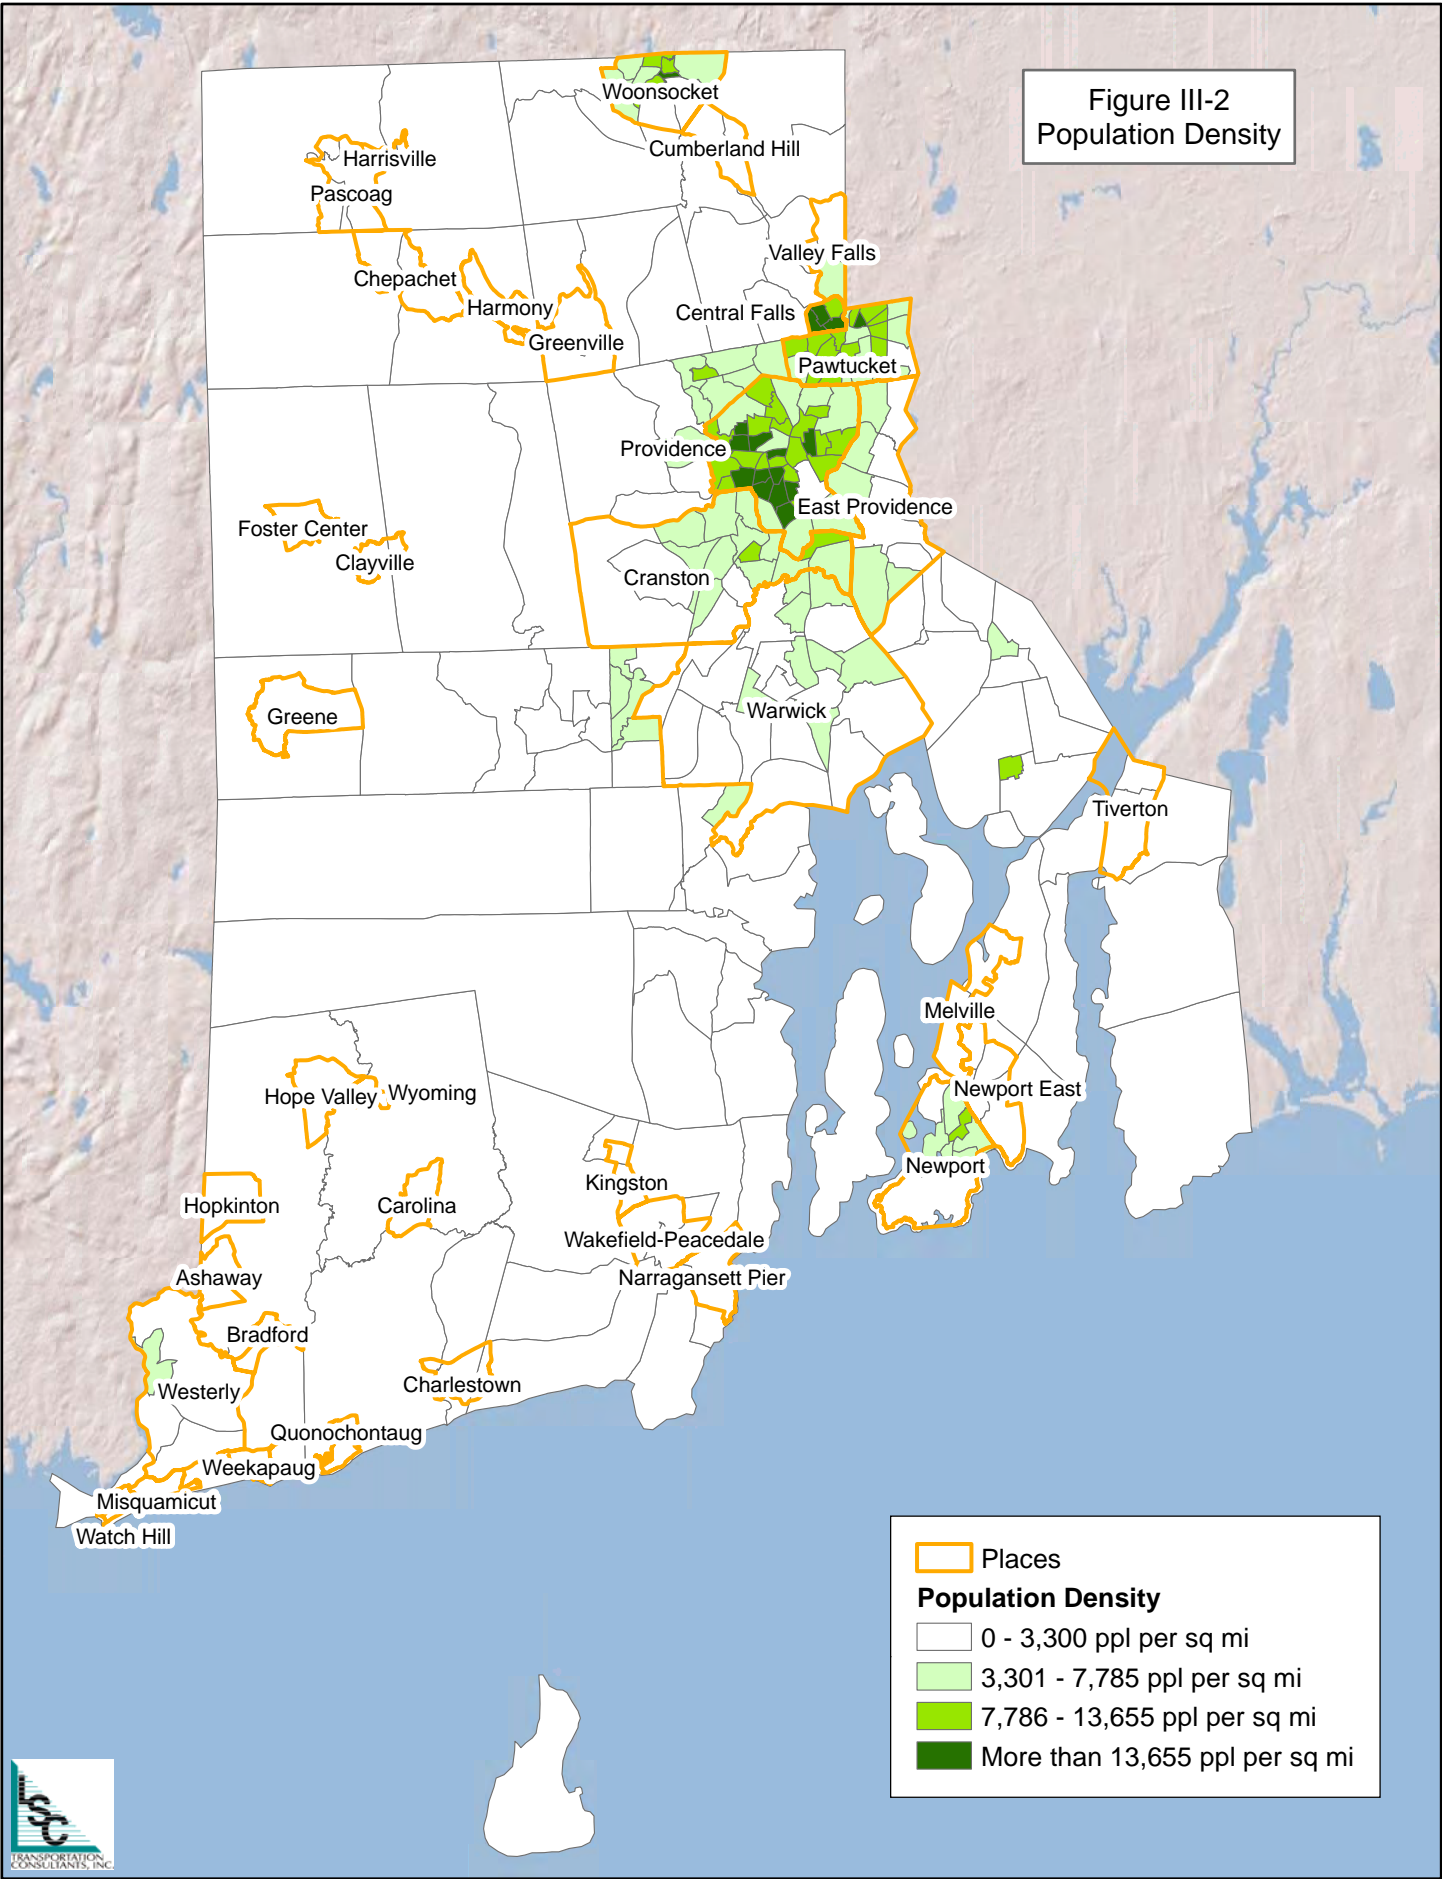 Figure III-2
Population Density
Woonsocket
Cumberland Hill
Harrisville
Pascoag
Valley Falls
Chepachet
Harmony
Central Falls
Greenville
Pawtucket
Providence
East Providence
Foster Center
Clayville
Cranston
Greene
Warwick
Tiverton
Melville
Hope Valley
Wyoming
Newport East
Newport
Kingston
Hopkinton
Carolina
Wakefield-Peacedale
Ashaway
Narragansett Pier
Bradford
Westerly
Charlestown
Quonochontaug
Weekapaug
Misquamicut
Watch Hill
Places
Population Density
0 - 3,300 ppl per sq mi
3,301 - 7,785 ppl per sq mi
7,786 - 13,655 ppl per sq mi
More than 13,655 ppl per sq mi
LSC
TRANSPORTATION
CONSULTANTS, INC.